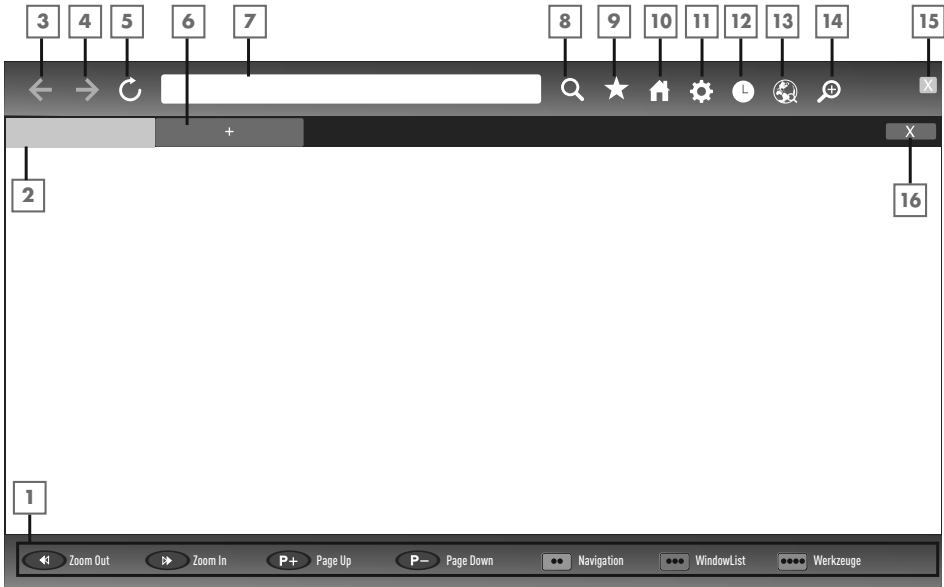 3 4 5 6 7 8 9 10 11 12 13 14 15
X
+ X
2 16
1
Zoom Out Zoom In P+ Page Up P− Page Down Navigation WindowList Werkzeuge